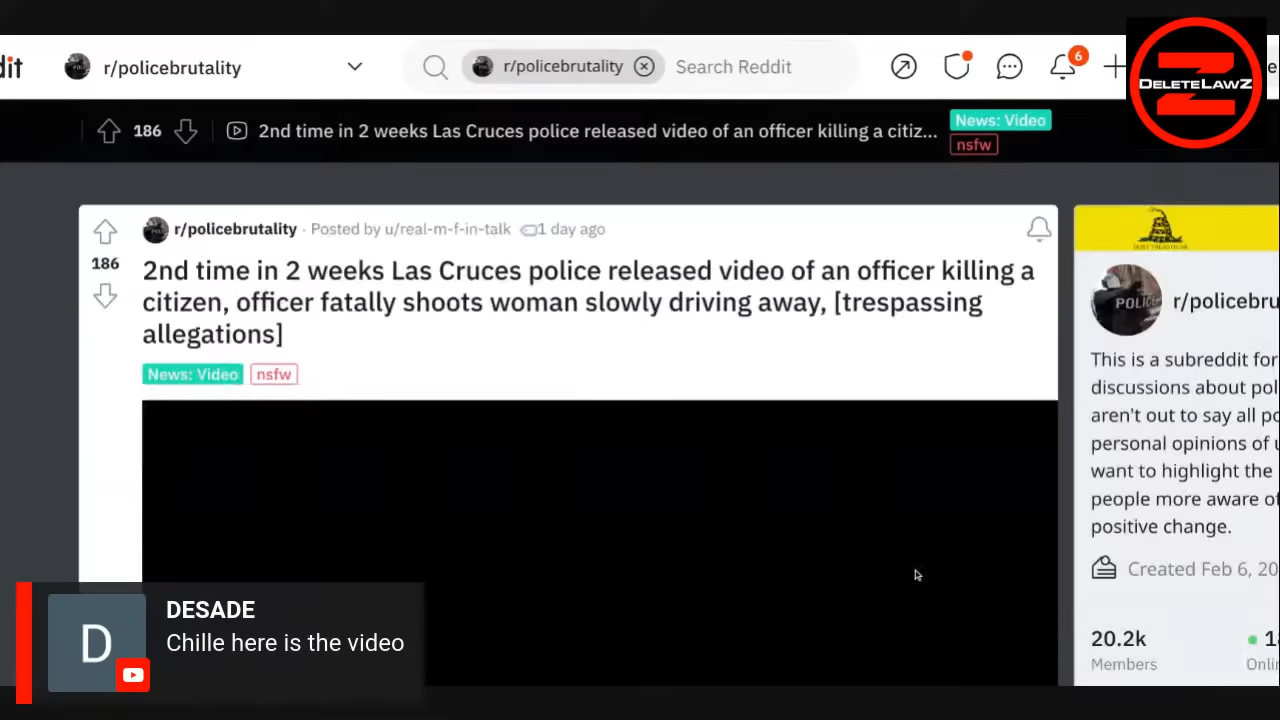 dit
r/policebrutality
r/policebrutality
Search Reddit
6
DELETELAWZ
e
186
2nd time in 2 weeks Las Cruces police released video of an officer killing a citiz...
News: Video
nsfw
r/policebrutality · Posted by u/real-m-f-in-talk 1 day ago
186
2nd time in 2 weeks Las Cruces police released video of an officer killing a
citizen, officer fatally shoots woman slowly driving away, [trespassing
allegations]
News: Video
nsfw
POLICE
r/policebru
This is a subreddit for
discussions about pol
aren't out to say all po
personal opinions of u
want to highlight the
people more aware of
positive change.
Created Feb 6, 20
20.2k
Members
Onlin
D
DESADE
Chille here is the video